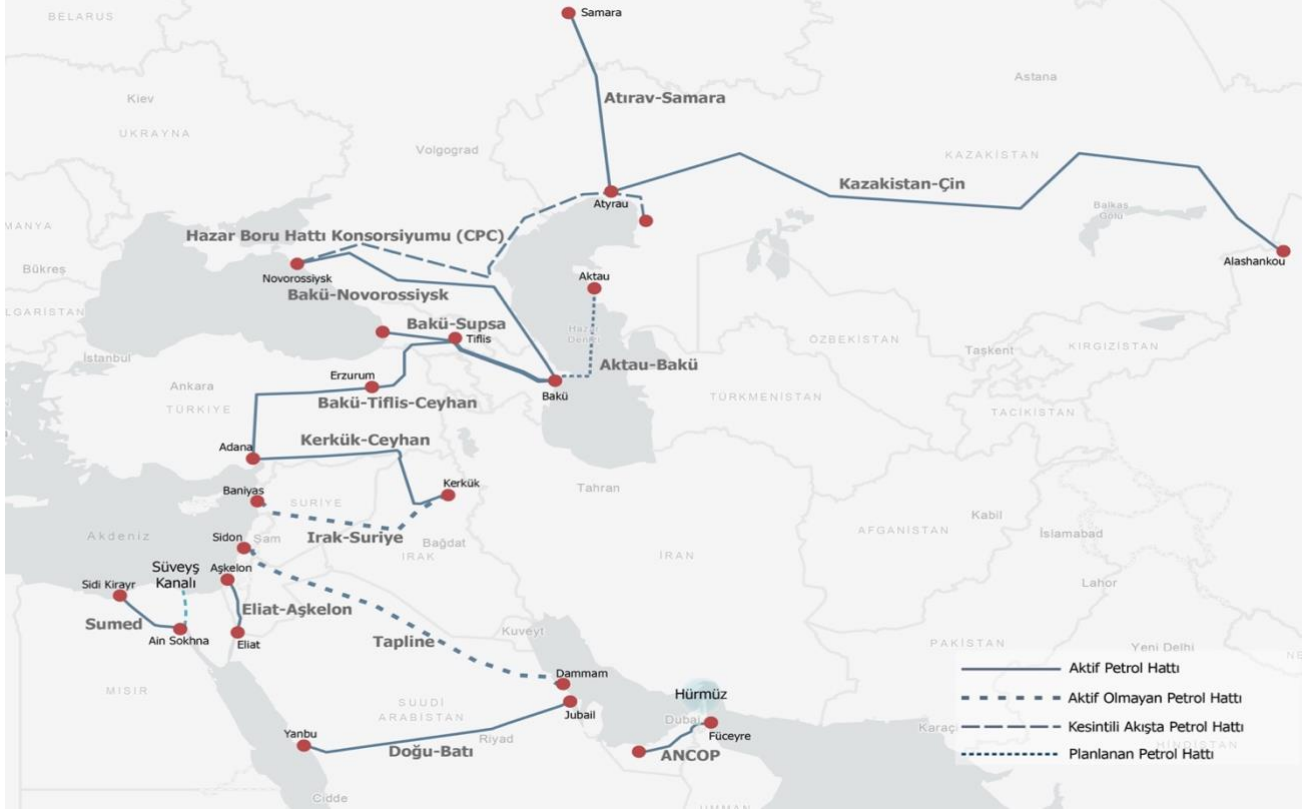 BELARUS
Samara
Astana
Kiev
Atırav-Samara
UKRAYNA
Volgograd
KAZAKİSTAN
Kazakistan-Çin
Atyrau
Balkaş
Gölü
MANYA
Hazar Boru Hattı Konsorsiyumu (CPC)
Alashankou
Bükreş
Novorossiysk
Aktau
Bakü-Novorossiysk
LGARİSTAN
Bakü-Supsa
Tiflis
Hazar
Denizi
ÖZBEKİSTAN
KIRGIZİSTAN
Taşkent
İstanbul
Aktau-Bakü
Erzurum
Ankara
TÜRKİYE
Bakü-Tiflis-Ceyhan
Bakü
TÜRKMENİSTAN
TACİKİSTAN
Kerkük-Ceyhan
Adana
Kerkük
Baniyas
SURİYE
Tahran
Kabil
AFGANİSTAN
İslamabad
Akdeniz
Sidon
Şam
Irak-Suriye
Bağdat
IRAK
İRAN
Aşkelon
Süveyş
Kanalı
Sidi Kirayr
Lahor
Eliat-Aşkelon
Sumed
Ain Sokhna
Eliat
Tapline
Kuveyt
PAKİSTAN
Yeni Delhi
NE
MISIR
Dammam
Hürmüz
SUUDİ
ARABİSTAN
Jubail
Dubai
Füceyre
Karaçi
HİNDİSTAN
Yanbu
Riyad
Doğu-Batı
ANCOP
Cidde
UMMAN
Aktif Petrol Hattı
Aktif Olmayan Petrol Hattı
Kesintili Akışta Petrol Hattı
Planlanan Petrol Hattı